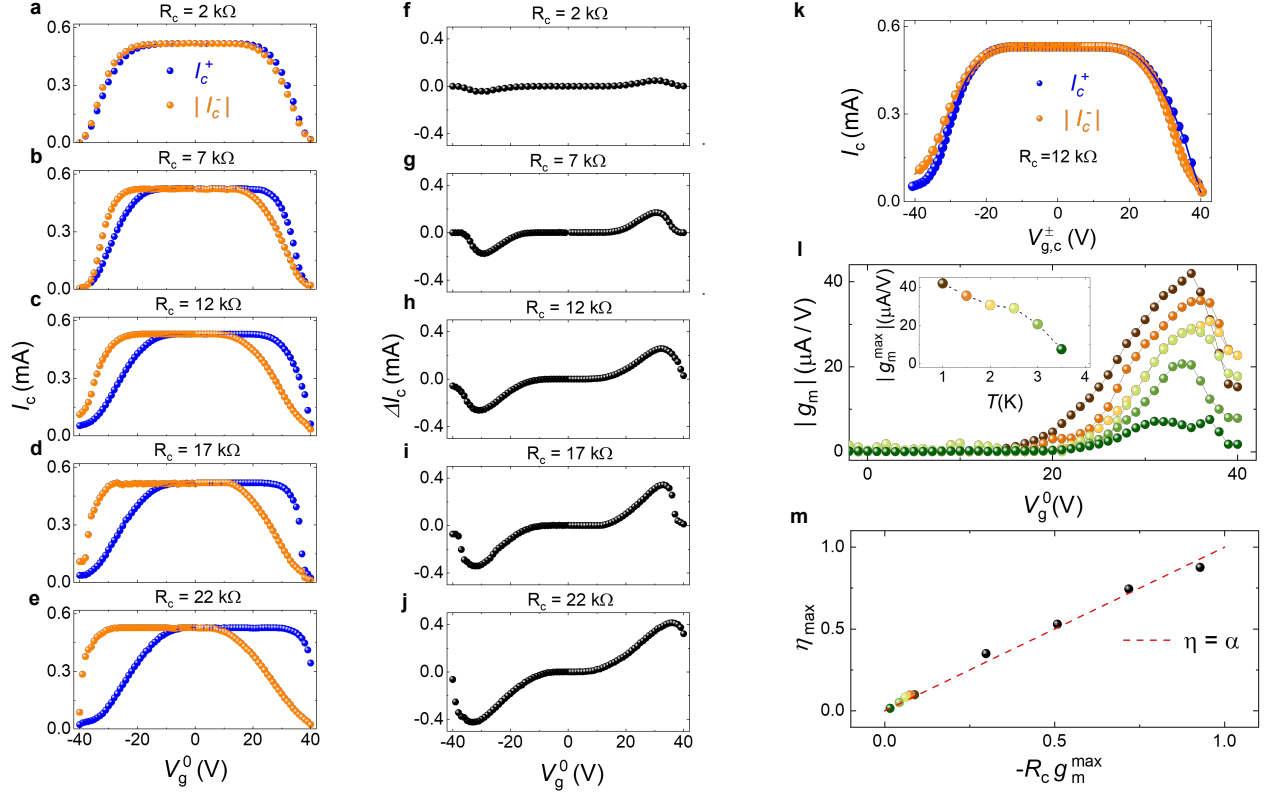 a
R_c = 2 kΩ
0.6
0.3
0.0
I_c^+
| I_c^- |
b
R_c = 7 kΩ
0.6
0.3
0.0
c
R_c = 12 kΩ
0.6
0.3
0.0
I_c (mA)
d
R_c = 17 kΩ
0.6
0.3
0.0
e
R_c = 22 kΩ
0.6
0.3
0.0
-40 -20 0 20 40
V_g^0 (V)
f
R_c = 2 kΩ
0.4
0.0
-0.4
g
R_c = 7 kΩ
0.4
0.0
-0.4
h
R_c = 12 kΩ
0.4
0.0
-0.4
ΔI_c (mA)
i
R_c = 17 kΩ
0.4
0.0
-0.4
j
R_c = 22 kΩ
0.4
0.0
-0.4
-40 -20 0 20 40
V_g^0 (V)
k
0.6
0.3
0.0
I_c (mA)
I_c^+
| I_c^- |
R_c =12 kΩ
-40 -20 0 20 40
V_{g,c}^± (V)
l
40
20
0
| g_m | (μA / V)
40
20
0
| g_m^max | (μA/V)
1 2 3 4
T(K)
0 20 40
V_g^0 (V)
m
1.0
0.5
0.0
η_max
η = α
0.0 0.5 1.0
-R_c g_m^max